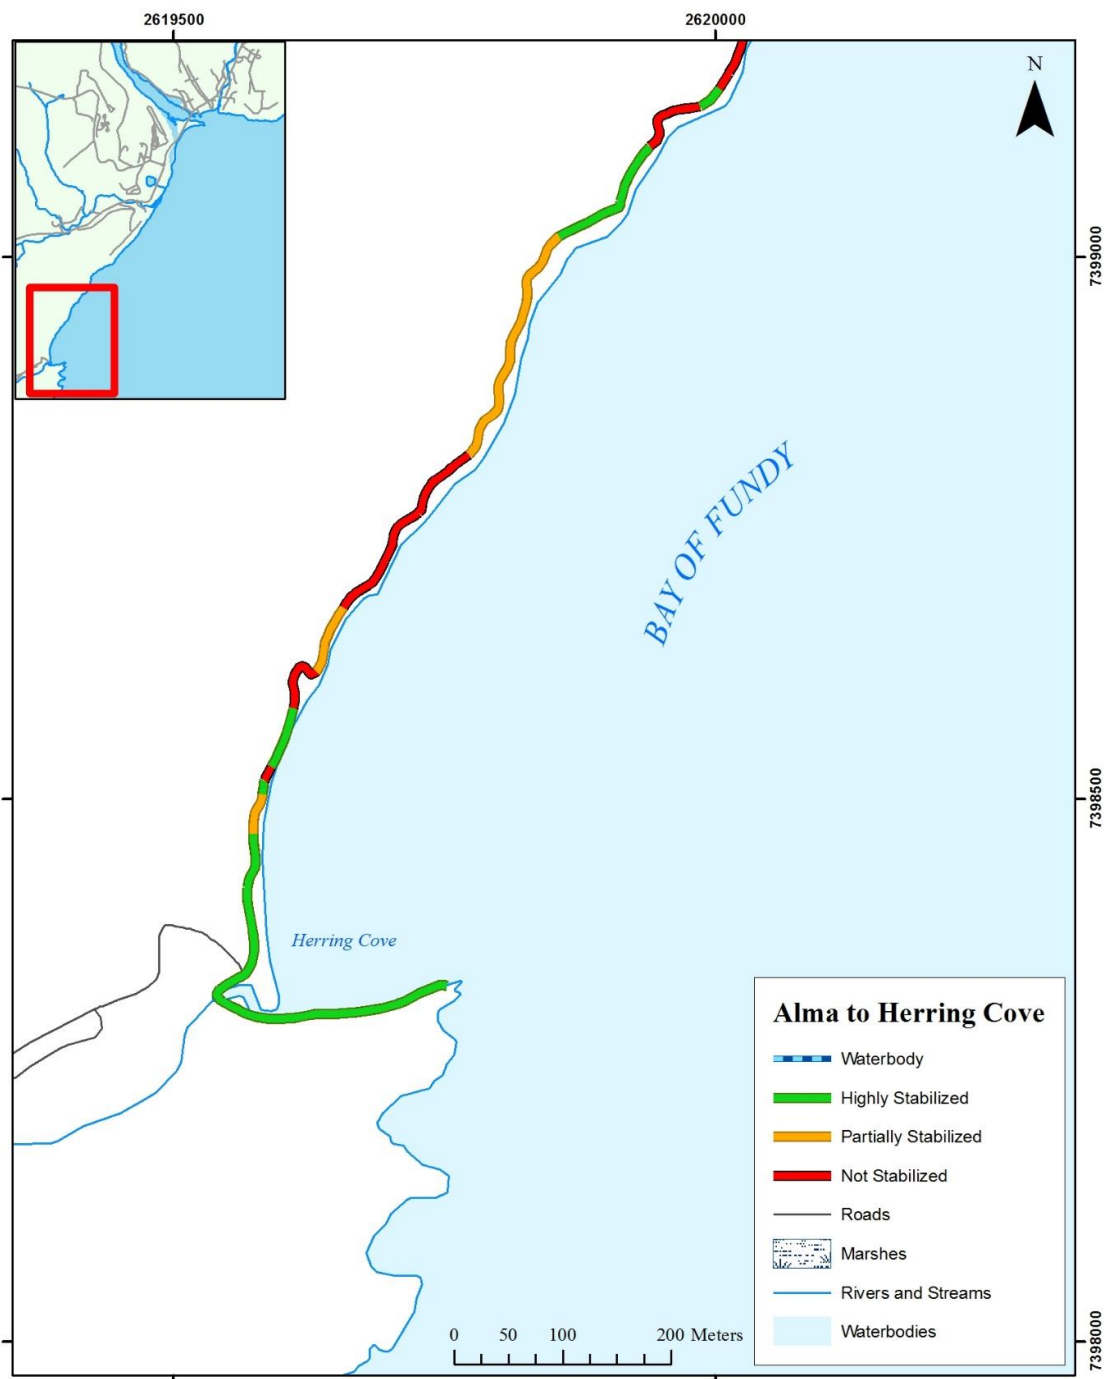 2619500
2620000
N
7399000
BAY OF FUNDY
7398500
Herring Cove
Alma to Herring Cove
Waterbody
Highly Stabilized
Partially Stabilized
Not Stabilized
Roads
Marshes
Rivers and Streams
Waterbodies
0 50 100 200 Meters
7398000